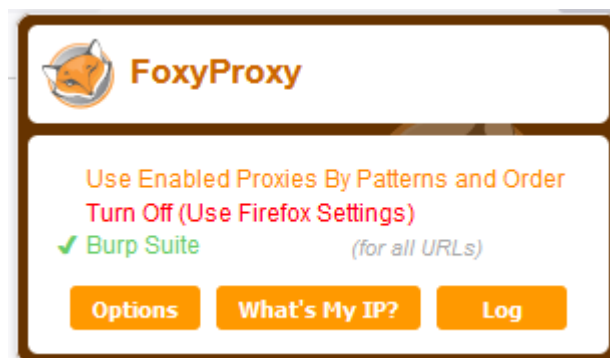 FoxyProxy
Use Enabled Proxies By Patterns and Order
Turn Off (Use Firefox Settings)
✔ Burp Suite (for all URLs)
Options What's My IP? Log